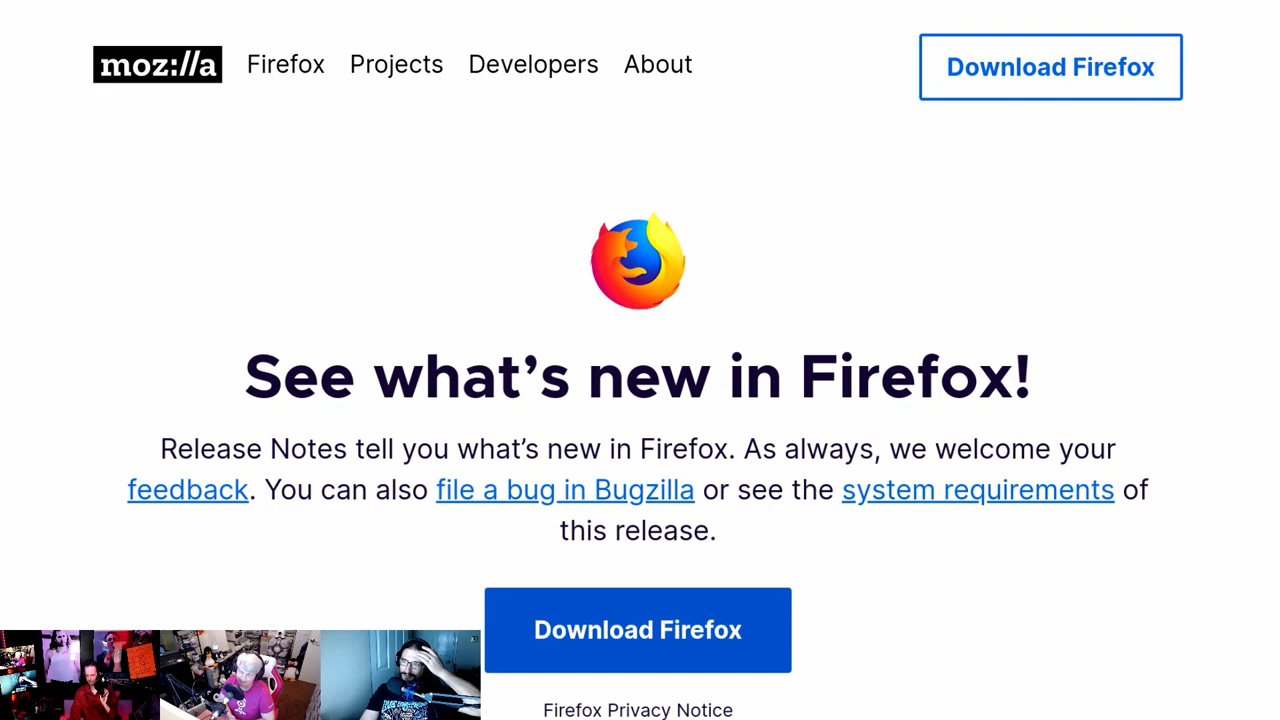 moz://a Firefox Projects Developers About Download Firefox
See what’s new in Firefox!
Release Notes tell you what’s new in Firefox. As always, we welcome your
feedback. You can also file a bug in Bugzilla or see the system requirements of
this release.
Download Firefox
Firefox Privacy Notice